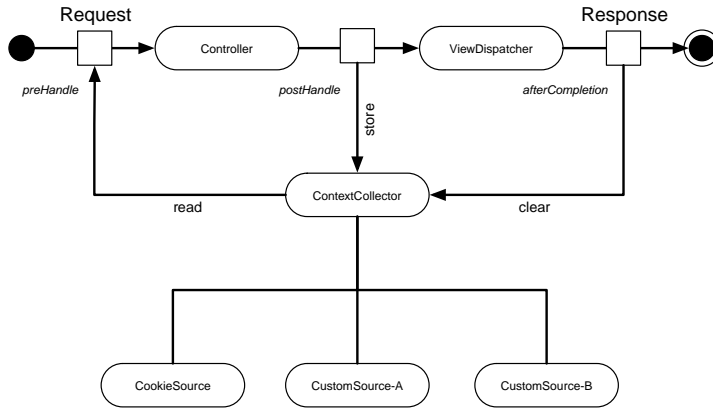 Request
Response
Controller
ViewDispatcher
preHandle
postHandle
afterCompletion
store
ContextCollector
read
clear
CookieSource
CustomSource-A
CustomSource-B